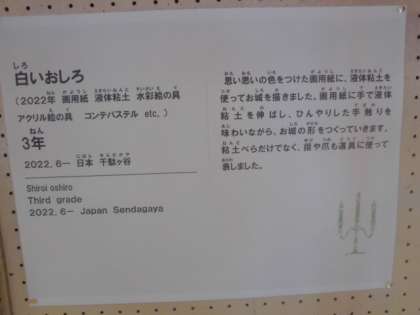 白いおしろ
(2022年 画用紙 液体粘土 水彩絵の具
アクリル絵の具 コンテパステル etc,)
3年
2022.6― 日本 千駄ヶ谷
Shiroi oshiro
Third grade
2022.6― Japan Sendagaya
思い思いの色をつけた画用紙に、液体粘土を
使ってお城を描きました。画用紙に手で液体
粘土を伸ばし、ひんやりした手触りを
味わいながら、お城の形をつくっていきます。
粘土べらだけでなく、指や爪も道具に使って
表しました。